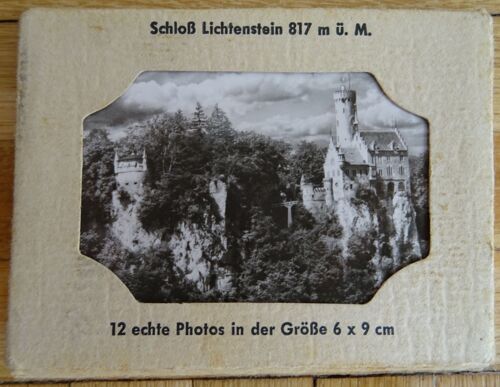 Schloß Lichtenstein 817 m ü. M.
12 echte Photos in der Größe 6 x 9 cm